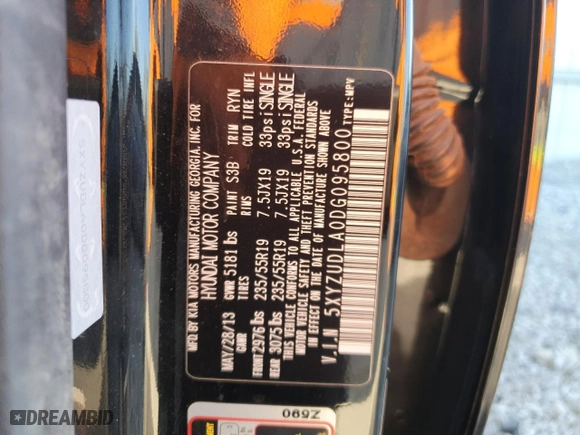 MFD BY KIA MOTORS MANUFACTURING GEORGIA, INC. FOR
HYUNDAI MOTOR COMPANY
MAY/28/13 GVWR 5181 lbs PAINT S3B TRIM RYN
GAWR TIRES RIMS COLD TIRE INFL
FRONT 2976 lbs 235/55R19 7.5JX19 33psi SINGLE
REAR 3075 lbs 235/55R19 7.5JX19 33psi SINGLE
THIS VEHICLE CONFORMS TO ALL APPLICABLE U.S.A. FEDERAL
MOTOR VEHICLE SAFETY AND THEFT PREVENTION STANDARDS
IN EFFECT ON THE DATE OF MANUFACTURE SHOWN ABOVE
V.I.N 5XYZUDLA0DG095800 TYPE:MPV
Z590
DREAMBID